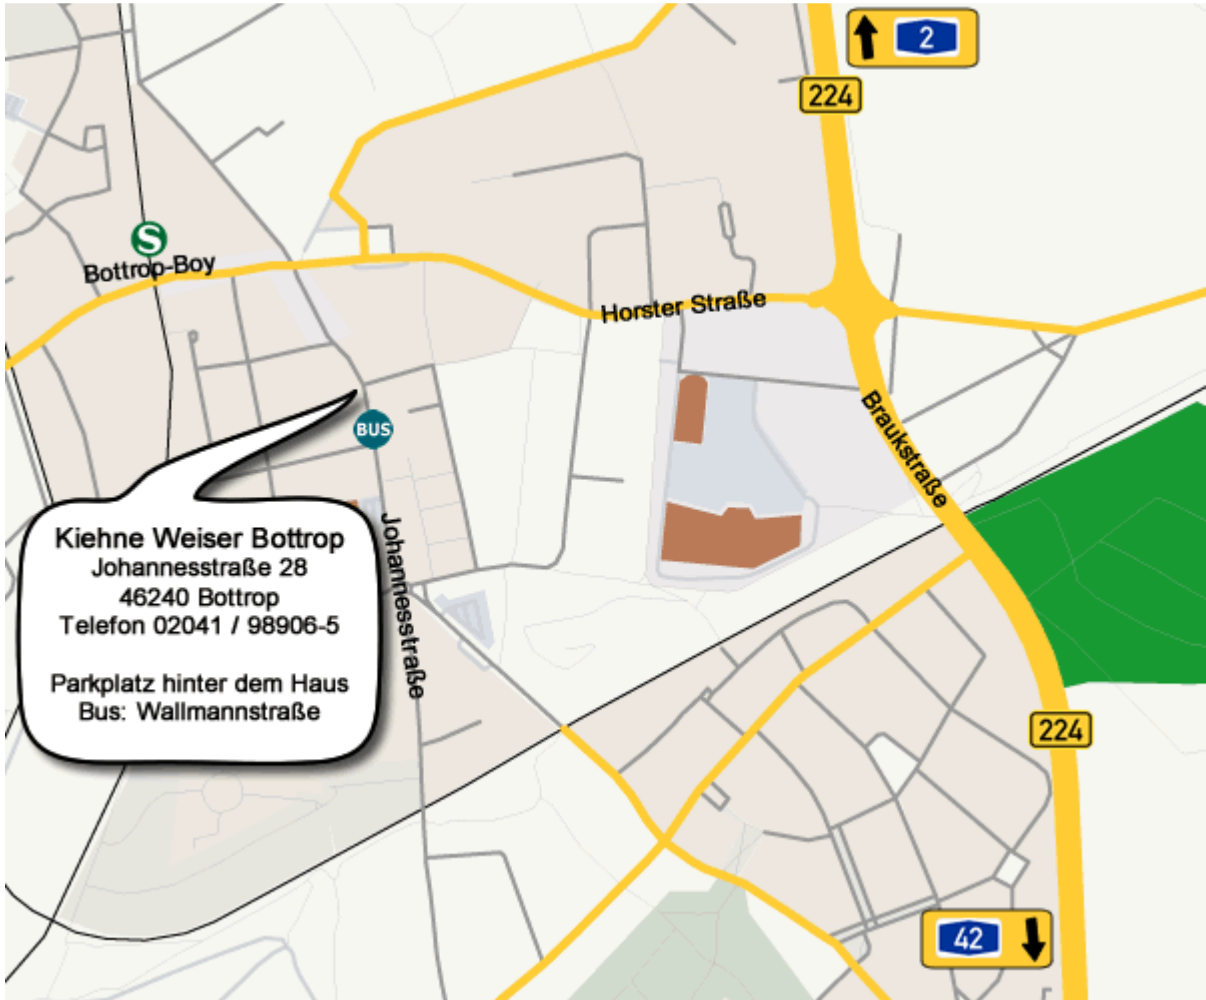 2
224
S
Bottrop-Boy
Horster Straße
Braukstraße
BUS
Johannesstraße
Kiehne Weiser Bottrop
Johannesstraße 28
46240 Bottrop
Telefon 02041 / 98906-5
Parkplatz hinter dem Haus
Bus: Wallmannstraße
224
42